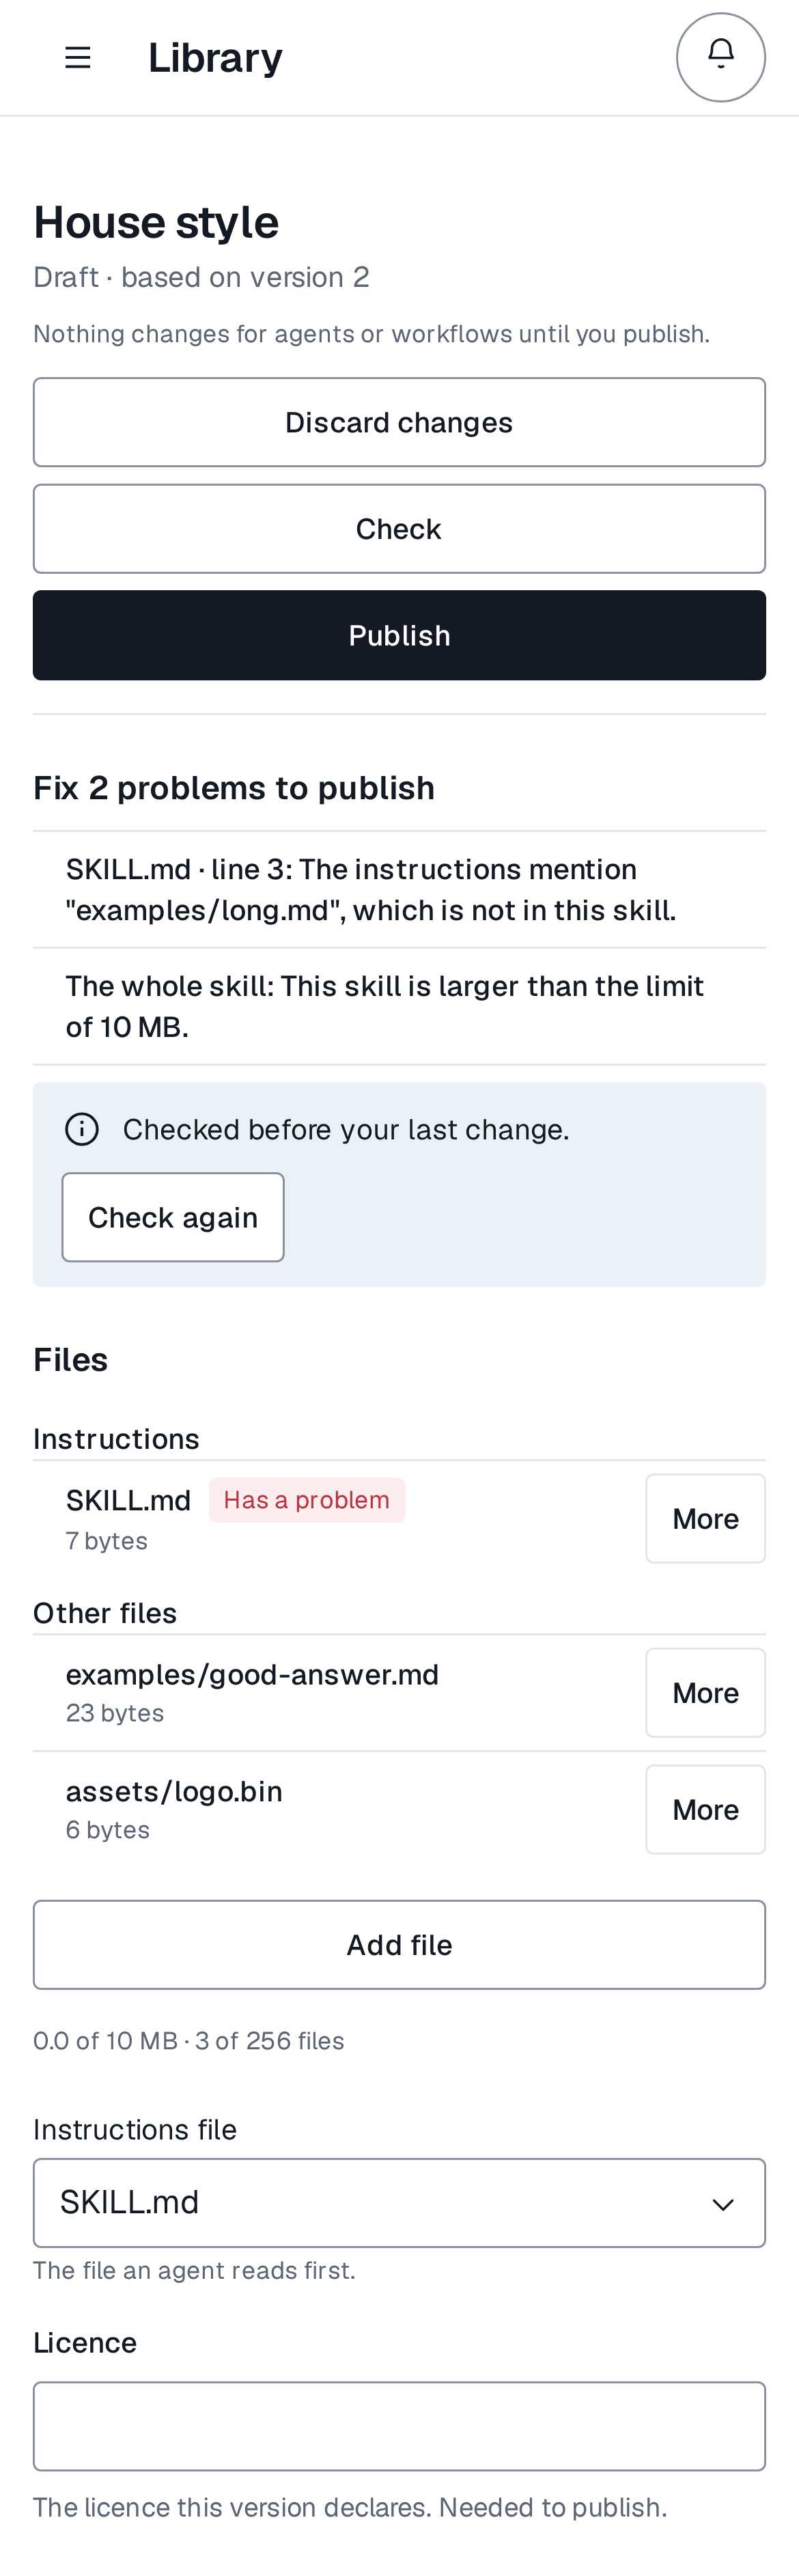 Library
House style
Draft · based on version 2
Nothing changes for agents or workflows until you publish.
Discard changes
Check
Publish
Fix 2 problems to publish
SKILL.md · line 3: The instructions mention
"examples/long.md", which is not in this skill.
The whole skill: This skill is larger than the limit
of 10 MB.
Checked before your last change.
Check again
Files
Instructions
SKILL.md Has a problem
7 bytes
More
Other files
examples/good-answer.md
23 bytes
More
assets/logo.bin
6 bytes
More
Add file
0.0 of 10 MB · 3 of 256 files
Instructions file
SKILL.md
The file an agent reads first.
Licence
The licence this version declares. Needed to publish.